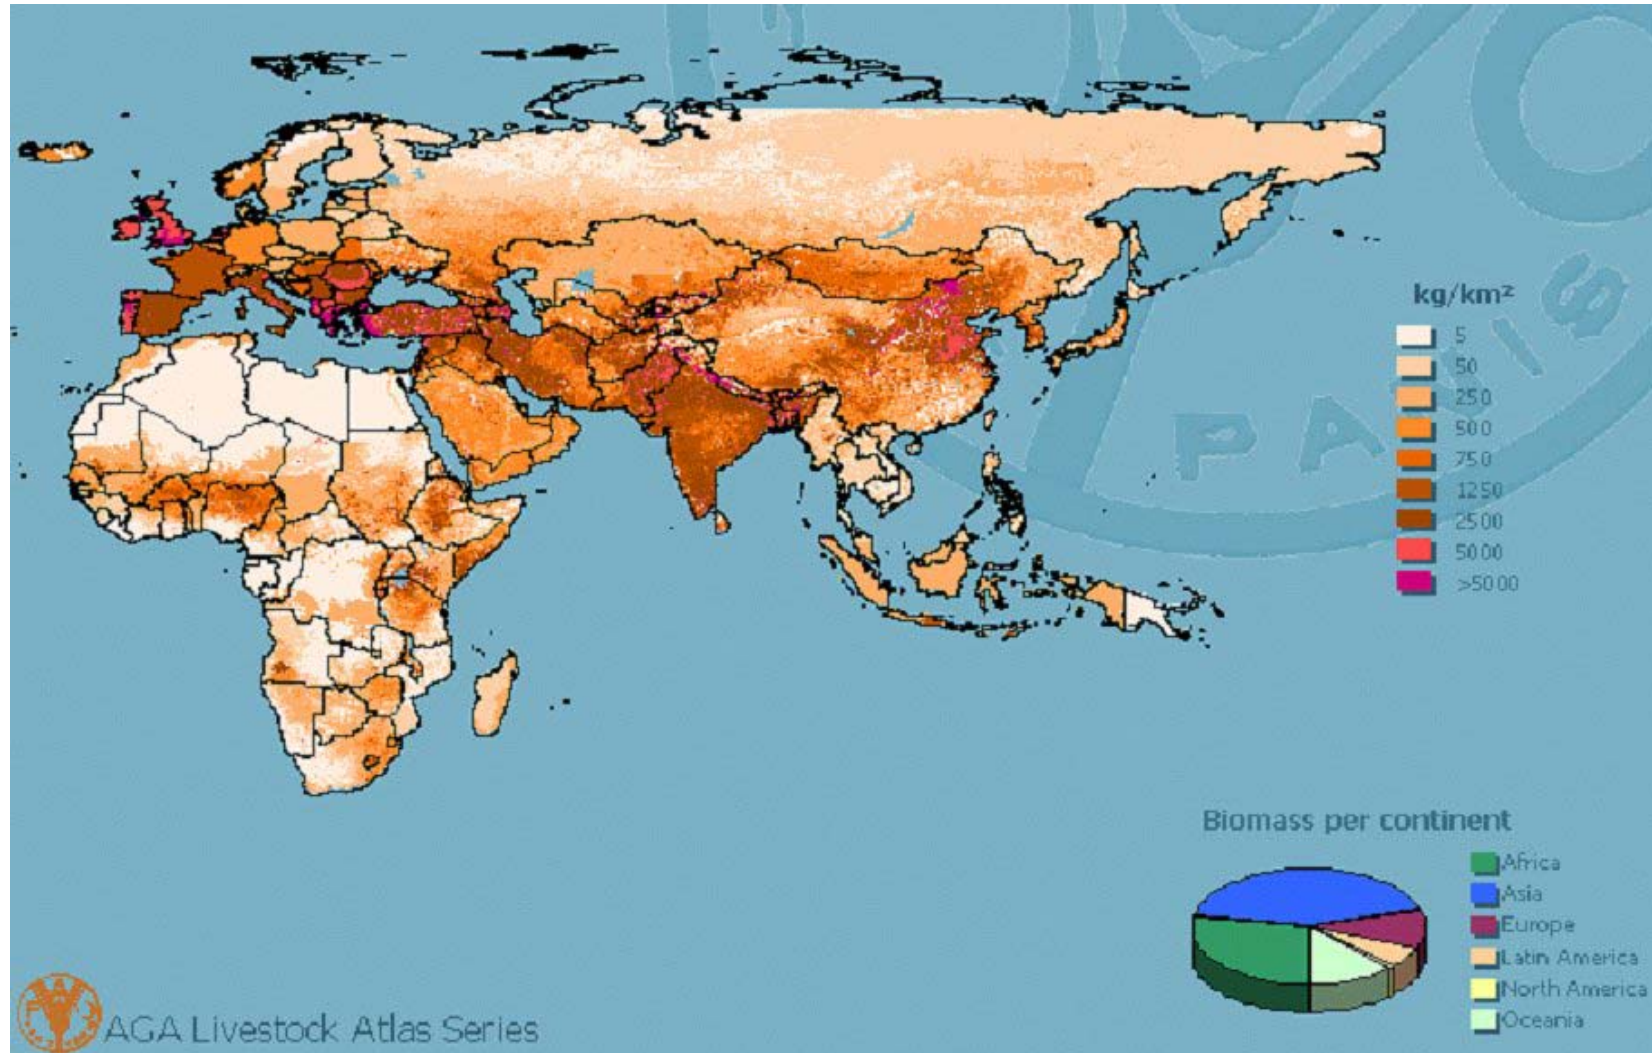 PARIS
kg/km²
5
50
250
500
750
1250
2500
5000
>5000
Biomass per continent
Africa
Asia
Europe
Latin America
North America
Oceania
AGA Livestock Atlas Series